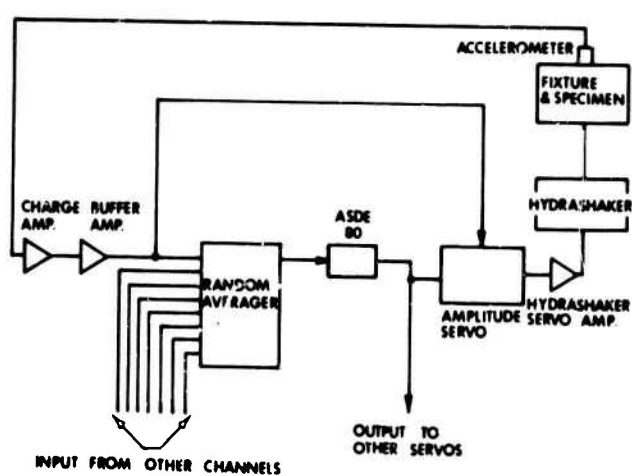 ACCELEROMETER
FIXTURE
& SPECIMEN
HYDRASHAKER
CHARGE BUFFER
AMP. AMP.
ASDE
80
RANDOM
AVERAGER
AMPLITUDE
SERVO
HYDRASHAKER
SERVO AMP.
OUTPUT TO
OTHER SERVOS
INPUT FROM OTHER CHANNELS